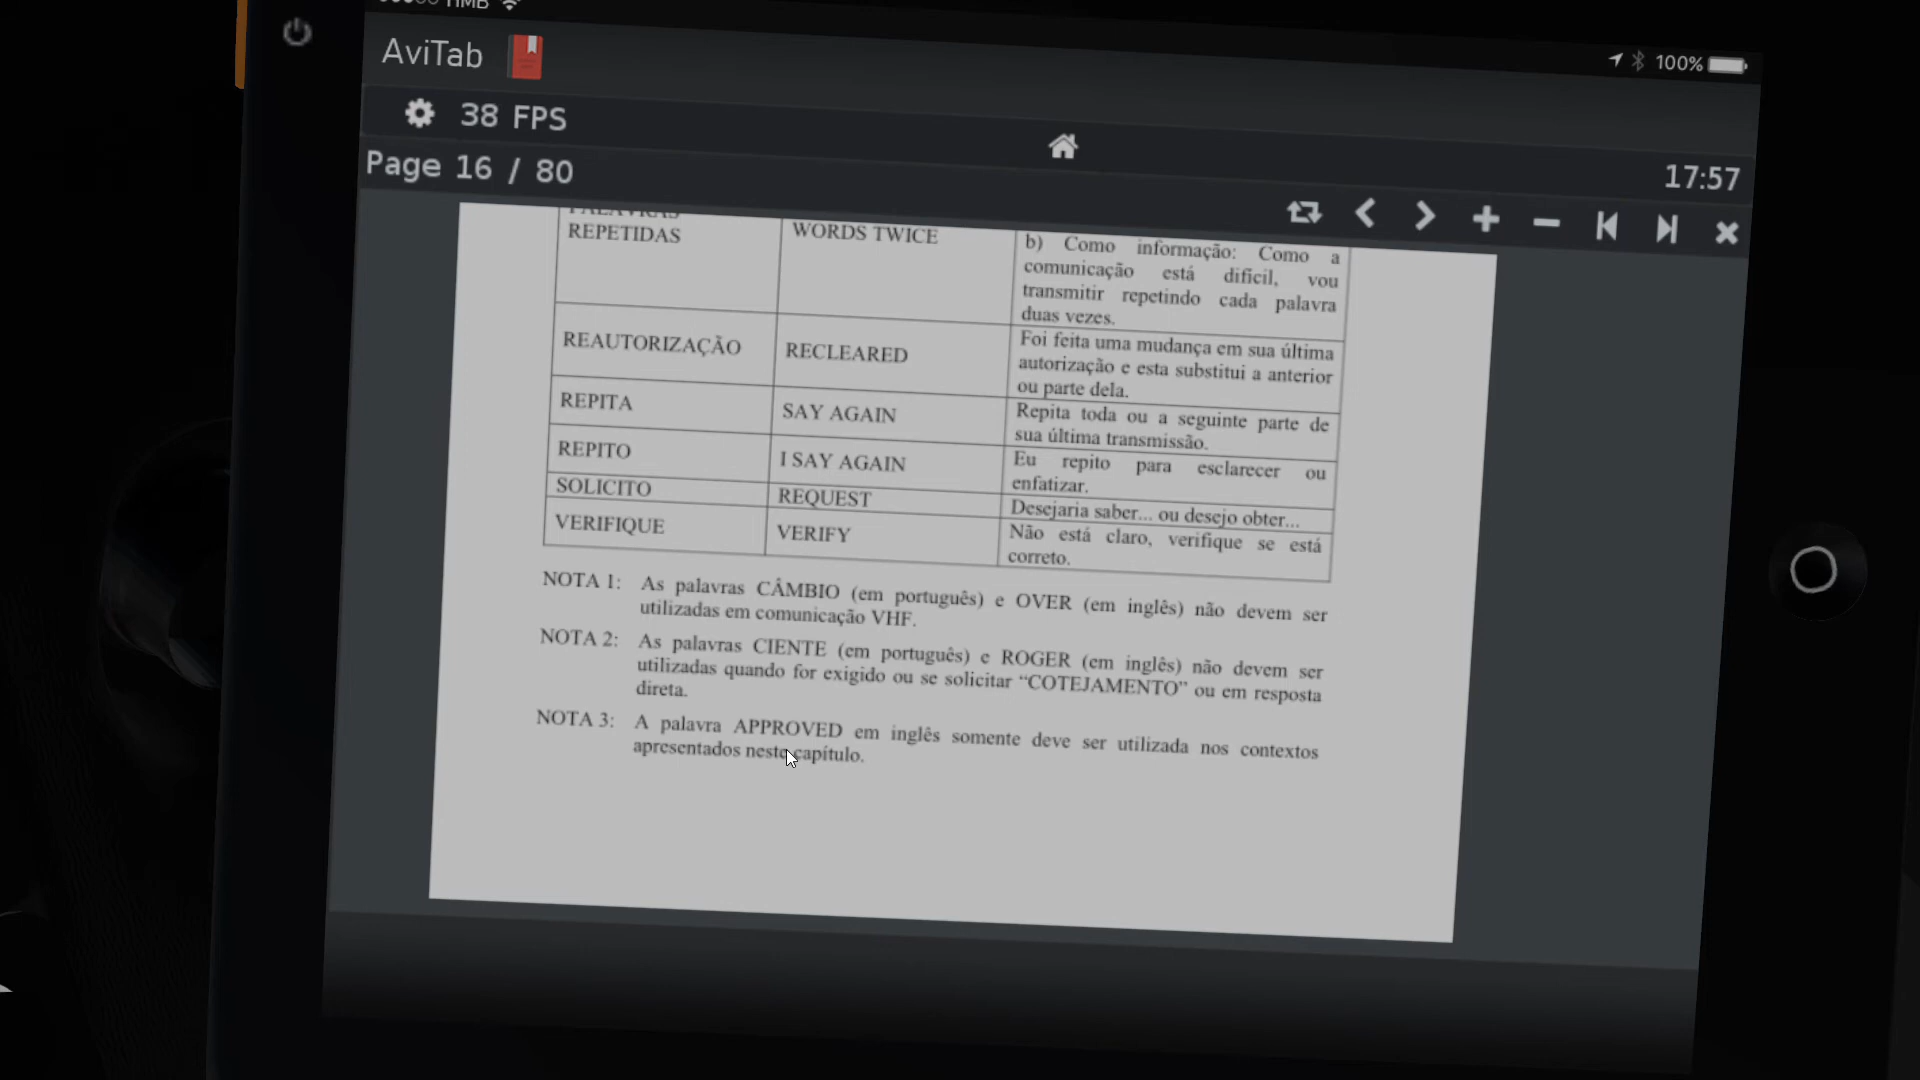 HMB
AviTab
100%
38 FPS
17:57
Page 16 / 80
PALAVRAS
REPETIDAS
WORDS TWICE
b) Como informação: Como a
comunicação está difícil, vou
transmitir repetindo cada palavra
duas vezes.
REAUTORIZAÇÃO
RECLEARED
Foi feita uma mudança em sua última
autorização e esta substitui a anterior
ou parte dela.
REPITA
SAY AGAIN
Repita toda ou a seguinte parte de
sua última transmissão.
REPITO
I SAY AGAIN
Eu repito para esclarecer ou
enfatizar.
SOLICITO
REQUEST
Desejaria saber... ou desejo obter...
VERIFIQUE
VERIFY
Não está claro, verifique se está
correto.
NOTA 1: As palavras CÂMBIO (em português) e OVER (em inglês) não devem ser
utilizadas em comunicação VHF.
NOTA 2: As palavras CIENTE (em português) e ROGER (em inglês) não devem ser
utilizadas quando for exigido ou se solicitar “COTEJAMENTO” ou em resposta
direta.
NOTA 3: A palavra APPROVED em inglês somente deve ser utilizada nos contextos
apresentados neste capítulo.